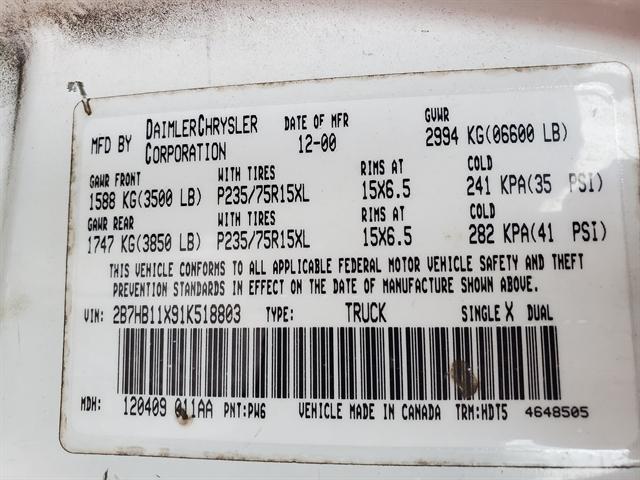 MFD BY DAIMLERCHRYSLER CORPORATION DATE OF MFR 12-00 GVWR 2994 KG(06600 LB)
GAWR FRONT WITH TIRES RIMS AT COLD
1588 KG(3500 LB) P235/75R15XL 15X6.5 241 KPA(35 PSI)
GAWR REAR WITH TIRES RIMS AT COLD
1747 KG(3850 LB) P235/75R15XL 15X6.5 282 KPA(41 PSI)
THIS VEHICLE CONFORMS TO ALL APPLICABLE FEDERAL MOTOR VEHICLE SAFETY AND THEFT
PREVENTION STANDARDS IN EFFECT ON THE DATE OF MANUFACTURE SHOWN ABOVE.
VIN: 2B7HB11X91K518803 TYPE: TRUCK SINGLE X DUAL
MDH: 120409 011AA PNT:PW6 VEHICLE MADE IN CANADA TRM:HDT5 4648505